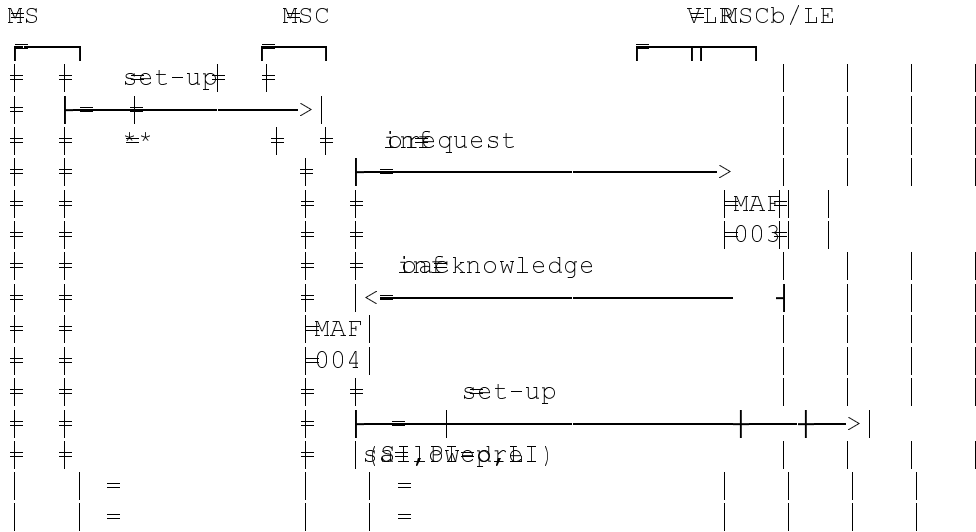 MS MSC VLR MSCb/LE
set-up
**
info request
MAF
003
info acknowledge
MAF
004
set-up